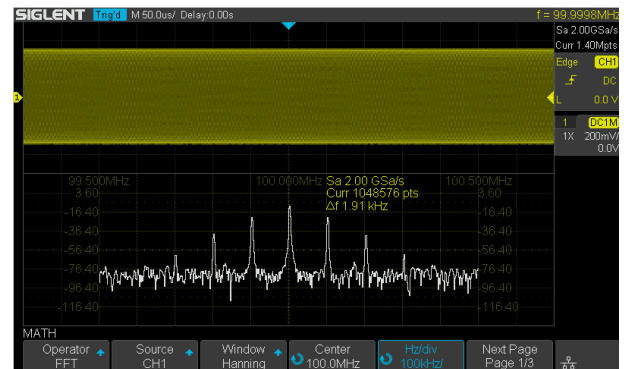 SIGLENT Trig'd M 50.0us/ Delay:0.00s f = 99.9998MHz
Sa 2.00GSa/s
Curr 1.40Mpts
Edge CH1
DC
L 0.0 V
1 DC1M
1X 200mV/
0.0V
1
99.500MHz 100.000MHz 100.500MHz
Sa 2.00 GSa/s
Curr 1048576 pts
Δf 1.91 kHz
3.60 3.60
-16.40 -16.40
-36.40 -36.40
-56.40 -56.40
-76.40 -76.40
-96.40 -96.40
-116.40 -116.40
MATH
Operator Source Window Center Hz/div Next Page
FFT CH1 Hanning 100.0MHz 100kHz/ Page 1/3